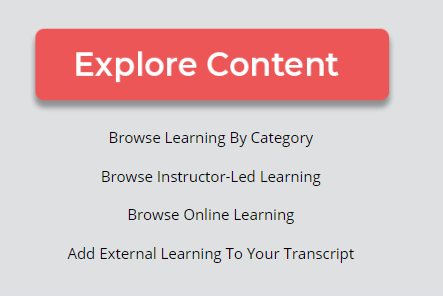 Explore Content
Browse Learning By Category
Browse Instructor-Led Learning
Browse Online Learning
Add External Learning To Your Transcript